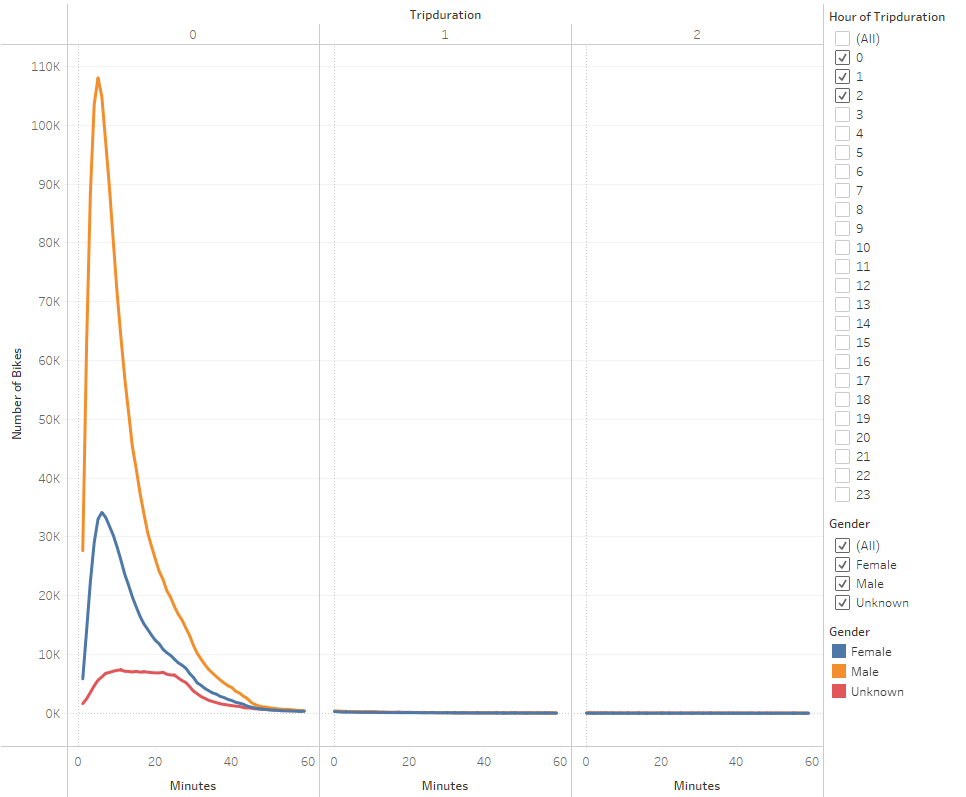 Tripduration
0 1 2
110K
100K
90K
80K
70K
60K
50K
40K
30K
20K
10K
0K
Number of Bikes
0 20 40 60 0 20 40 60 0 20 40 60
Minutes Minutes Minutes
Hour of Tripduration
(All)
0
1
2
3
4
5
6
7
8
9
10
11
12
13
14
15
16
17
18
19
20
21
22
23
Gender
(All)
Female
Male
Unknown
Gender
Female
Male
Unknown